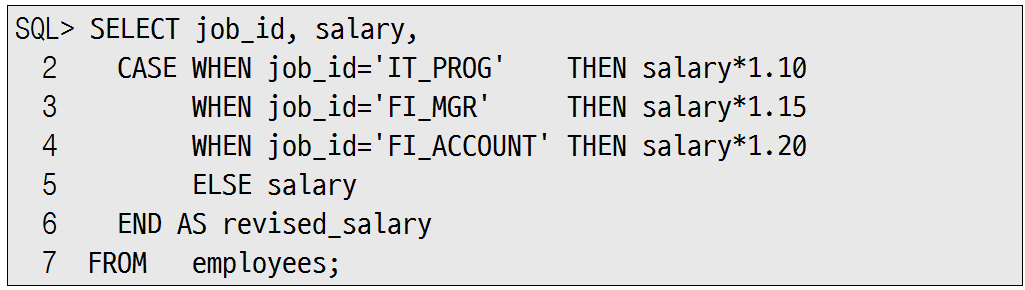 SQL> SELECT job_id, salary,
  2    CASE WHEN job_id='IT_PROG'    THEN salary*1.10
  3         WHEN job_id='FI_MGR'     THEN salary*1.15
  4         WHEN job_id='FI_ACCOUNT' THEN salary*1.20
  5         ELSE salary
  6    END AS revised_salary
  7  FROM   employees;